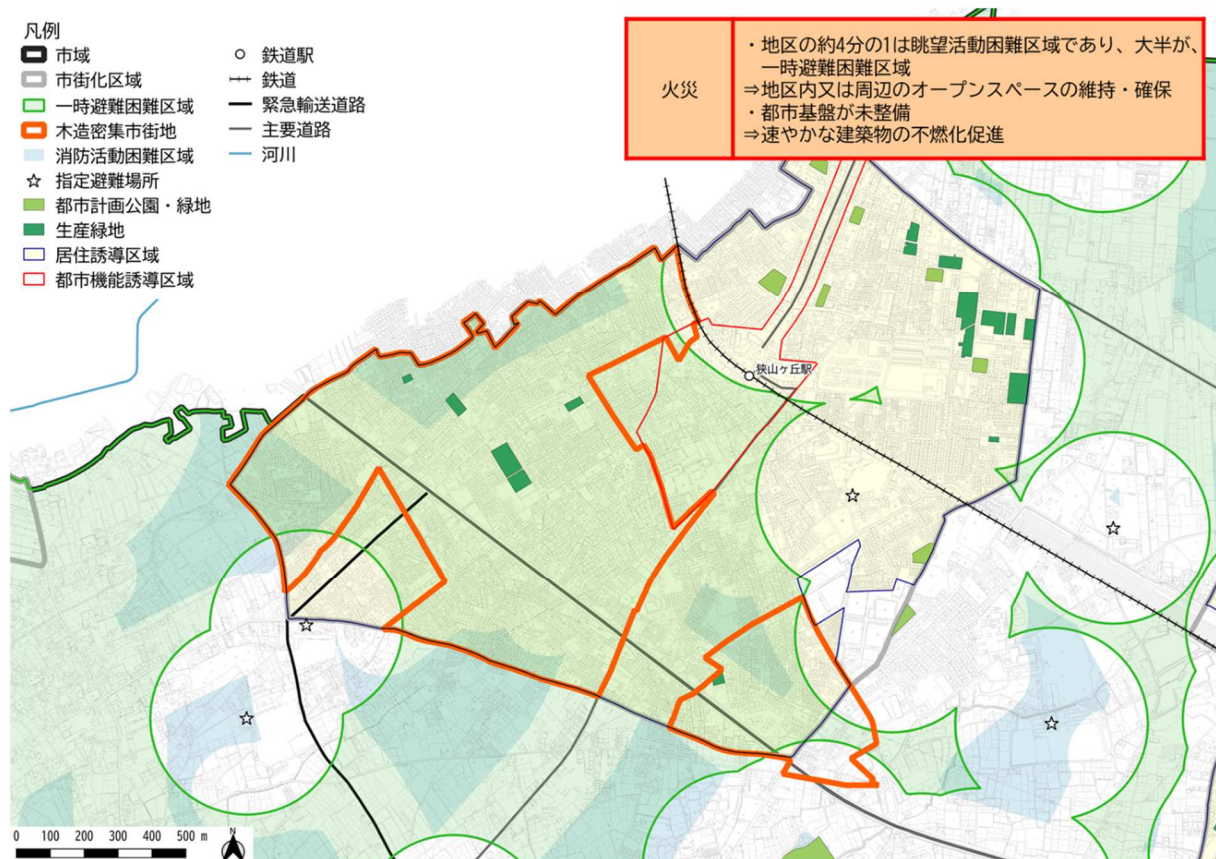 凡例
市域
市街化区域
一時避難困難区域
木造密集市街地
消防活動困難区域
指定避難場所
都市計画公園・緑地
生産緑地
居住誘導区域
都市機能誘導区域
鉄道駅
鉄道
緊急輸送道路
主要道路
河川
火災
・地区の約4分の1は眺望活動困難区域であり、大半が、
一時避難困難区域
⇒地区内又は周辺のオープンスペースの維持・確保
・都市基盤が未整備
⇒速やかな建築物の不燃化促進
狭山ヶ丘駅
0 100 200 300 400 500 m
N